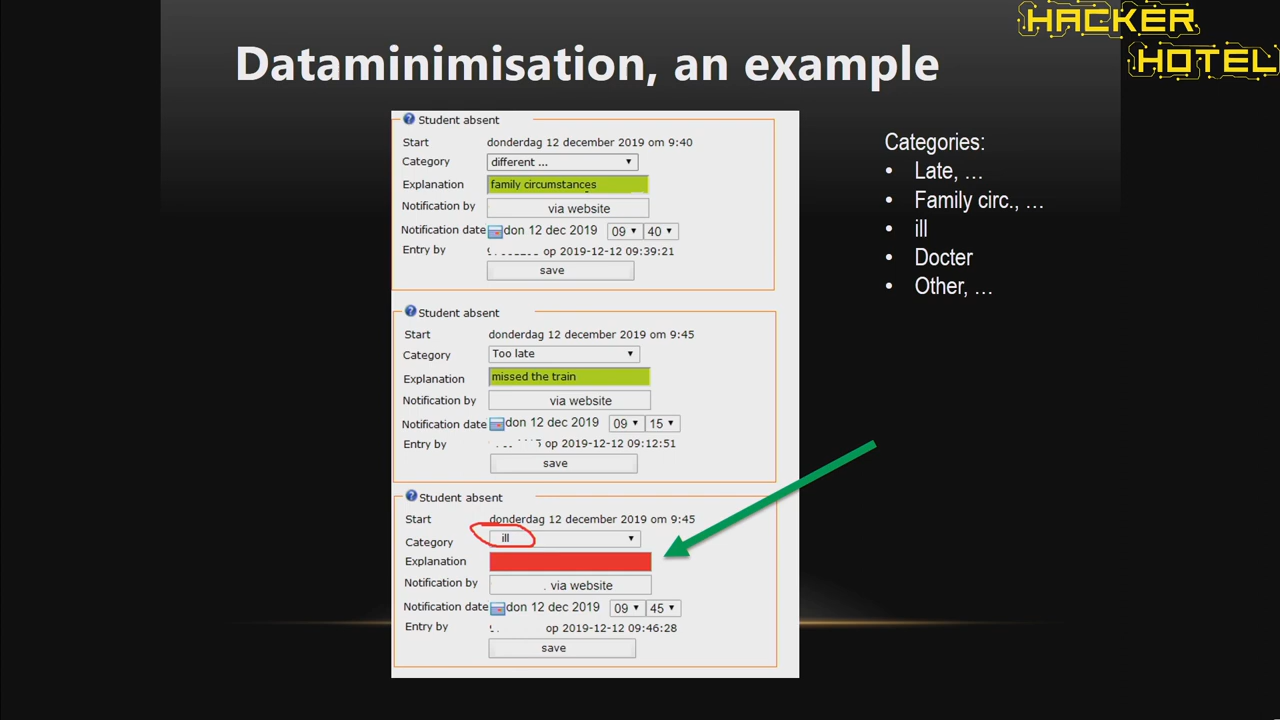 HACKER
HOTEL
Dataminimisation, an example
Student absent
Start donderdag 12 december 2019 om 9:40
Category different ...
Explanation family circumstances
Notification by via website
Notification date don 12 dec 2019 09 40
Entry by op 2019-12-12 09:39:21
save
Student absent
Start donderdag 12 december 2019 om 9:45
Category Too late
Explanation missed the train
Notification by via website
Notification date don 12 dec 2019 09 15
Entry by op 2019-12-12 09:12:51
save
Student absent
Start donderdag 12 december 2019 om 9:45
Category ill
Explanation
Notification by via website
Notification date don 12 dec 2019 09 45
Entry by op 2019-12-12 09:46:28
save
Categories:
• Late, ...
• Family circ., ...
• ill
• Docter
• Other, ...